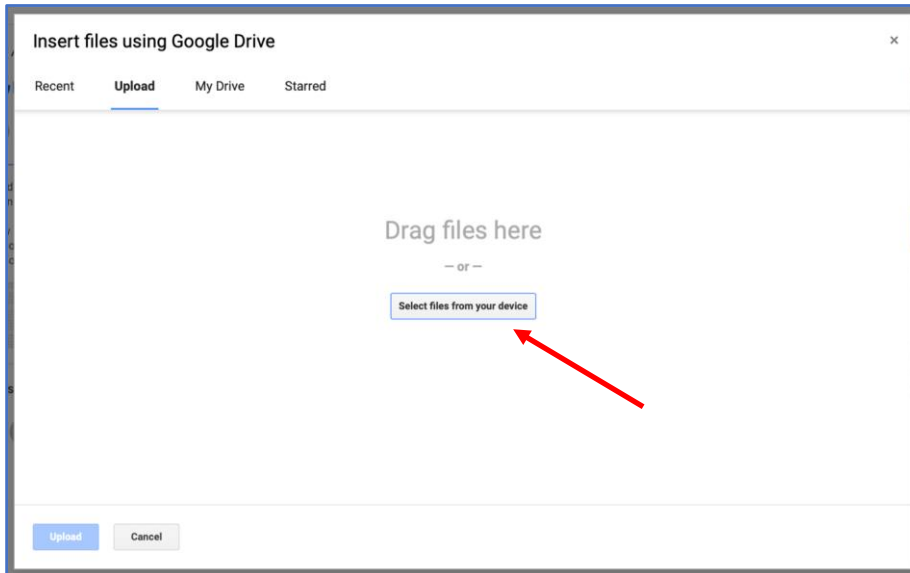 Insert files using Google Drive
×
Recent Upload My Drive Starred
Drag files here
— or —
Select files from your device
Upload Cancel